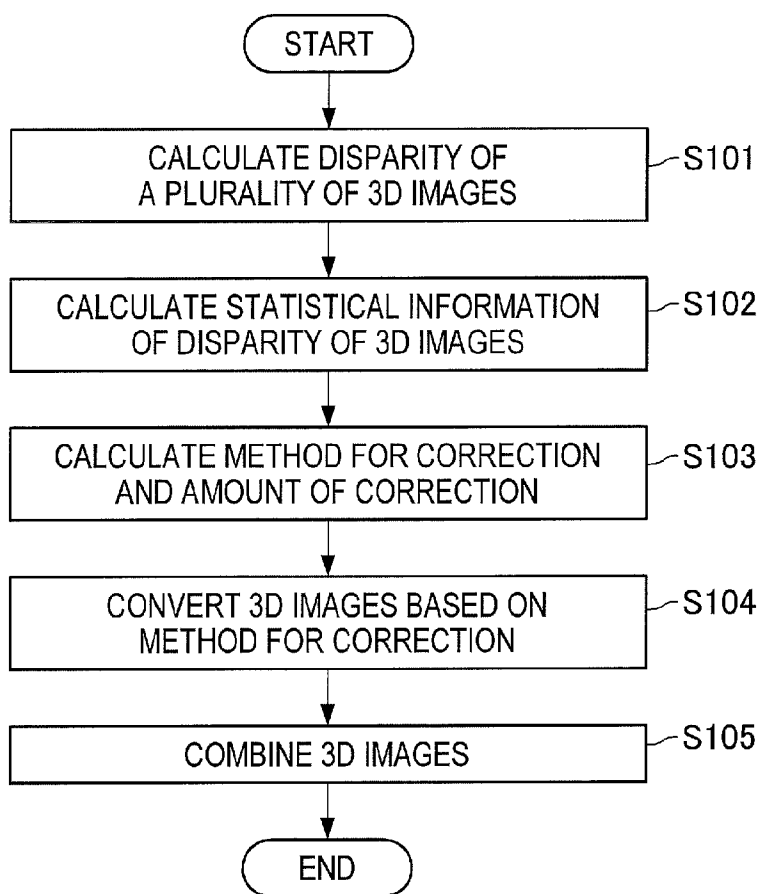 START
CALCULATE DISPARITY OF
A PLURALITY OF 3D IMAGES
S101
CALCULATE STATISTICAL INFORMATION
OF DISPARITY OF 3D IMAGES
S102
CALCULATE METHOD FOR CORRECTION
AND AMOUNT OF CORRECTION
S103
CONVERT 3D IMAGES BASED ON
METHOD FOR CORRECTION
S104
COMBINE 3D IMAGES
S105
END